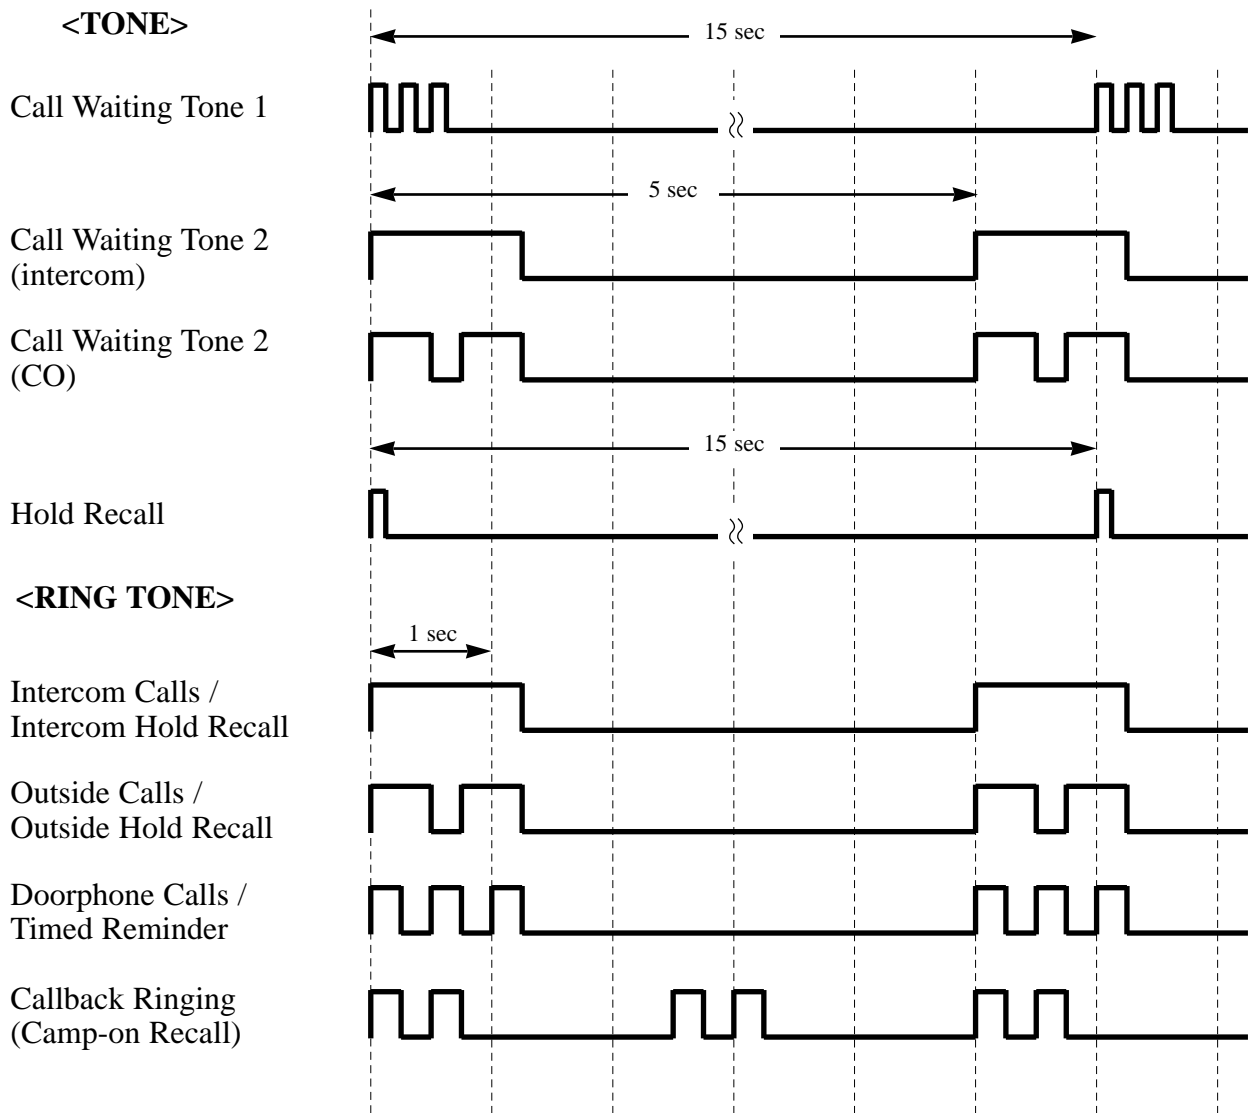 <TONE>
15 sec
Call Waiting Tone 1
5 sec
Call Waiting Tone 2
(intercom)
Call Waiting Tone 2
(CO)
15 sec
Hold Recall
<RING TONE>
1 sec
Intercom Calls /
Intercom Hold Recall
Outside Calls /
Outside Hold Recall
Doorphone Calls /
Timed Reminder
Callback Ringing
(Camp-on Recall)